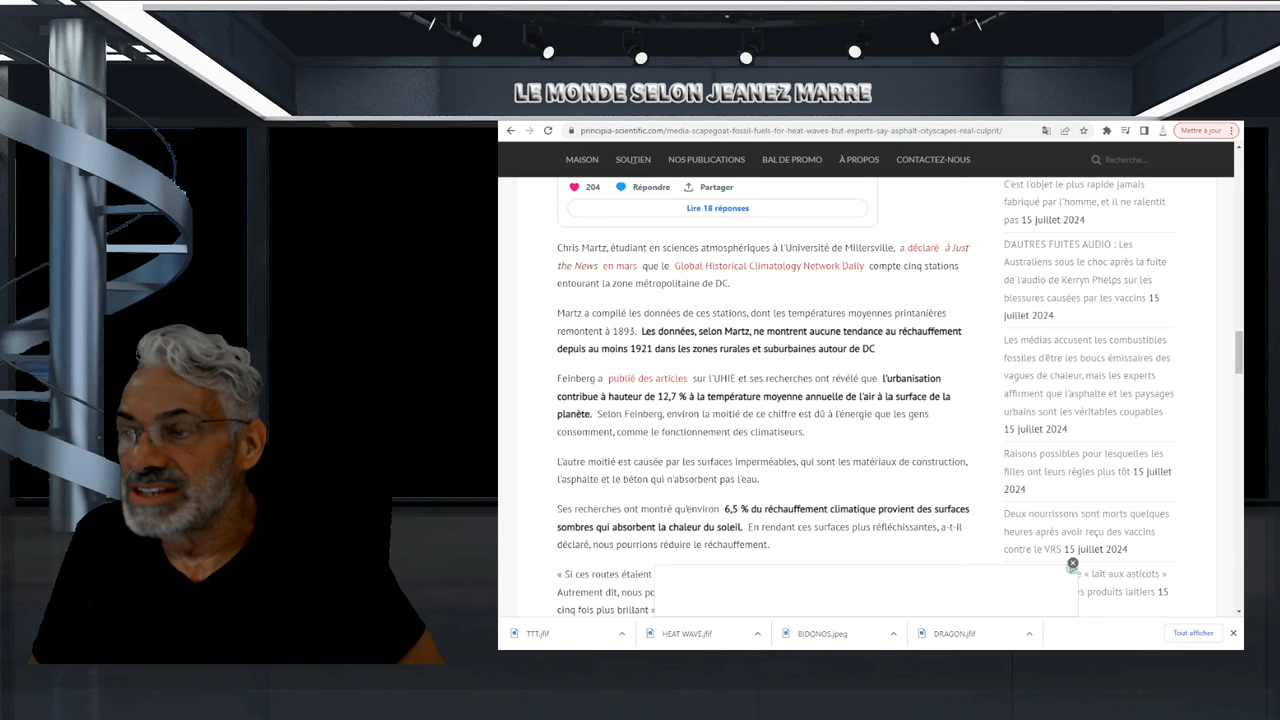 LE MONDE SELON JEANEZ MARRE
principia-scientific.com/media-scapegoat-fossil-fuels-for-heat-waves-but-experts-say-asphalt-cityscapes-real-culprit/
Mettre à jour
MAISON SOUTIEN NOS PUBLICATIONS BAL DE PROMO À PROPOS CONTACTEZ-NOUS Recherche...
204 Répondre Partager
Lire 18 réponses
Chris Martz, étudiant en sciences atmosphériques à l'Université de Millersville, a déclaré à Just
the News en mars que le Global Historical Climatology Network Daily compte cinq stations
entourant la zone métropolitaine de DC.
Martz a compilé les données de ces stations, dont les températures moyennes printanières
remontent à 1893. Les données, selon Martz, ne montrent aucune tendance au réchauffement
depuis au moins 1921 dans les zones rurales et suburbaines autour de DC
Feinberg a publié des articles sur l'UHIE et ses recherches ont révélé que l'urbanisation
contribue à hauteur de 12,7 % à la température moyenne annuelle de l'air à la surface de la
planète. Selon Feinberg, environ la moitié de ce chiffre est dû à l'énergie que les gens
consomment, comme le fonctionnement des climatiseurs.
L'autre moitié est causée par les surfaces imperméables, qui sont les matériaux de construction,
l'asphalte et le béton qui n'absorbent pas l'eau.
Ses recherches ont montré qu'environ 6,5 % du réchauffement climatique provient des surfaces
sombres qui absorbent la chaleur du soleil. En rendant ces surfaces plus réfléchissantes, a-t-il
déclaré, nous pourrions réduire le réchauffement.
« Si ces routes étaient
Autrement dit, nous po
cinq fois plus brillant »
C'est l'objet le plus rapide jamais
fabriqué par l'homme, et il ne ralentit
pas 15 juillet 2024
D'AUTRES FUITES AUDIO : Les
Australiens sous le choc après la fuite
de l'audio de Kerryn Phelps sur les
blessures causées par les vaccins 15
juillet 2024
Les médias accusent les combustibles
fossiles d'être les boucs émissaires des
vagues de chaleur, mais les experts
affirment que l'asphalte et les paysages
urbains sont les véritables coupables
15 juillet 2024
Raisons possibles pour lesquelles les
filles ont leurs règles plus tôt 15 juillet
2024
Deux nourrissons sont morts quelques
heures après avoir reçu des vaccins
contre le VRS 15 juillet 2024
e « lait aux asticots »
es produits laitiers 15
TTT.jfif HEAT WAVE.jfif BIDONOS.jpeg DRAGON.jfif Tout afficher